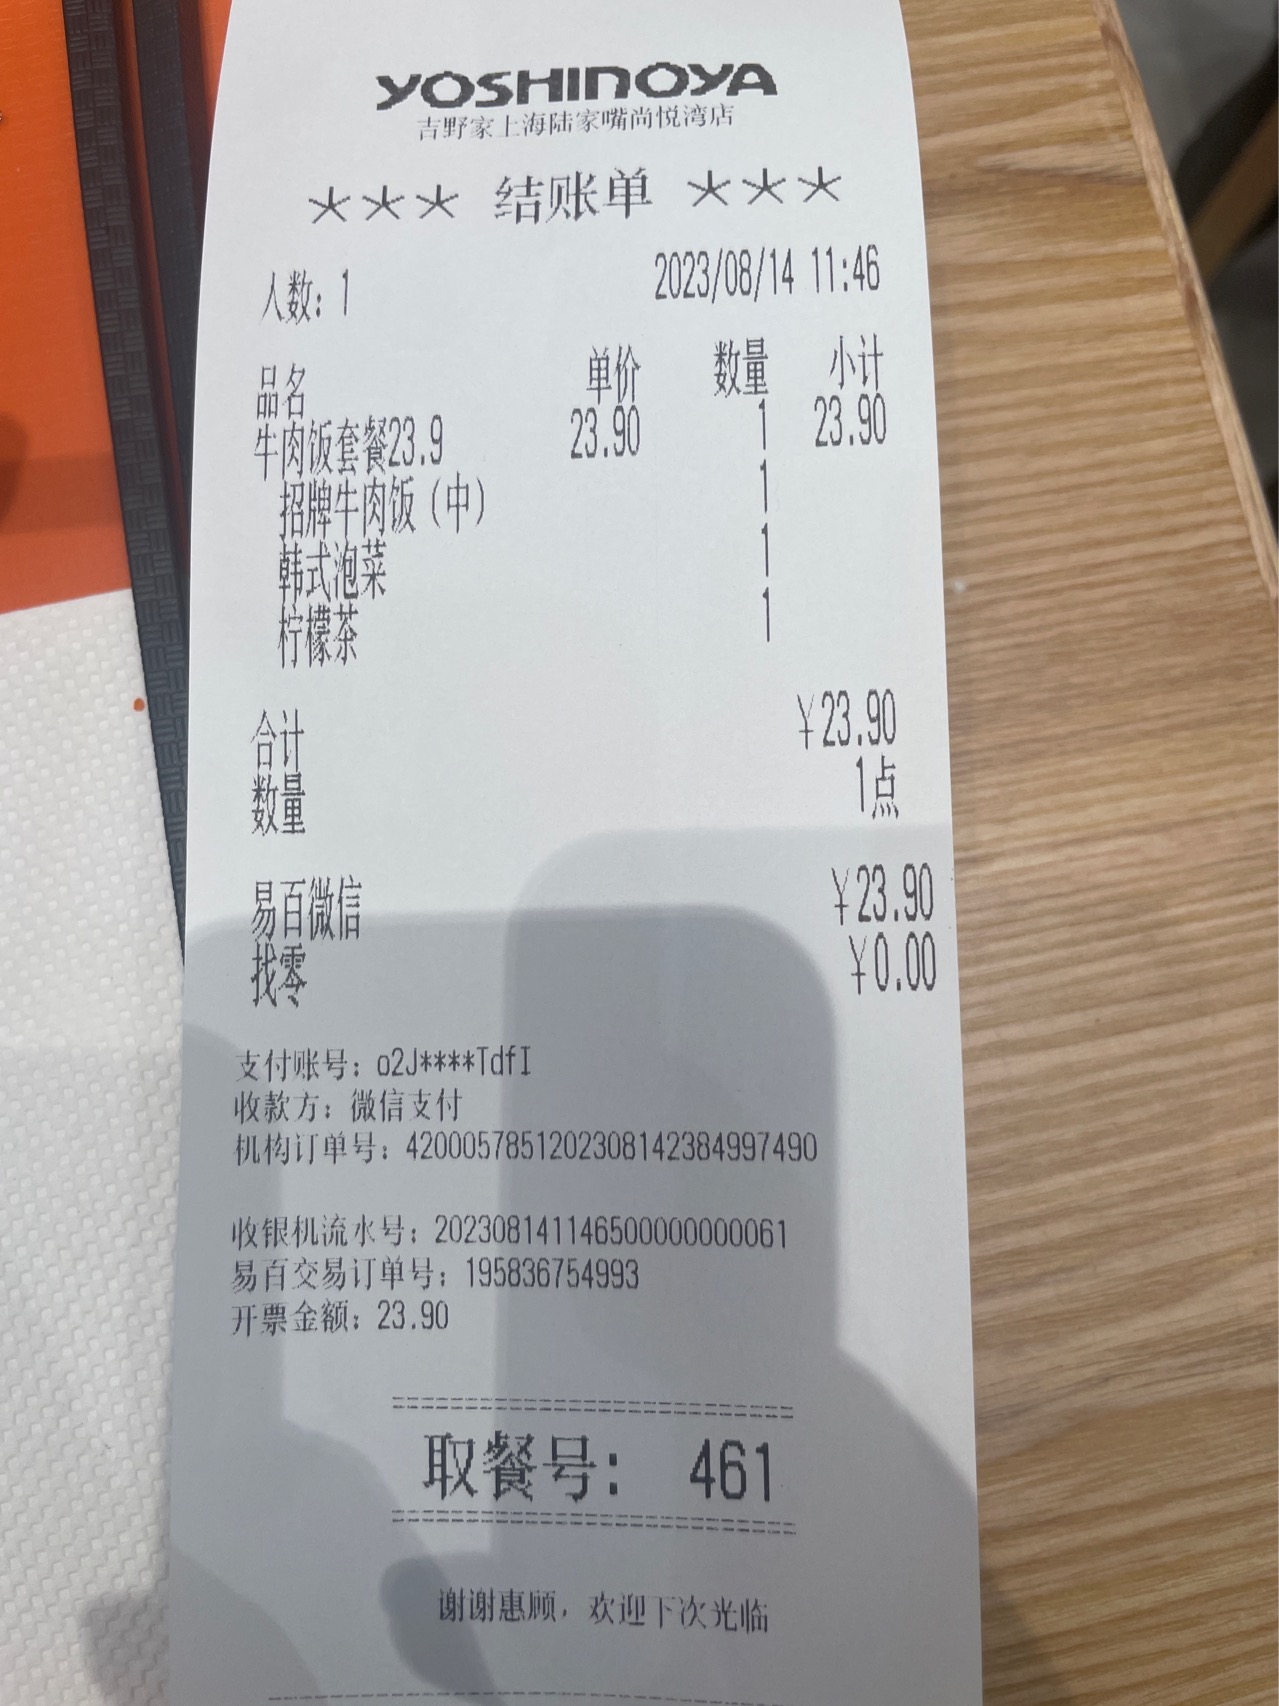 YOSHINOYA
吉野家上海陆家嘴尚悦湾店
*** 结账单 ***
人数: 1 2023/08/14 11:46
品名 单价 数量 小计
牛肉饭套餐23.9 23.90 1 23.90
招牌牛肉饭(中) 1
韩式泡菜 1
柠檬茶 1
合计 ¥23.90
数量 1点
易百微信 ¥23.90
找零 ¥0.00
支付账号: o2J****TdfI
收款方: 微信支付
机构订单号: 4200057851202308142384997490
收银机流水号: 202308141146500000000061
易百交易订单号: 195836754993
开票金额: 23.90
取餐号: 461
谢谢惠顾，欢迎下次光临